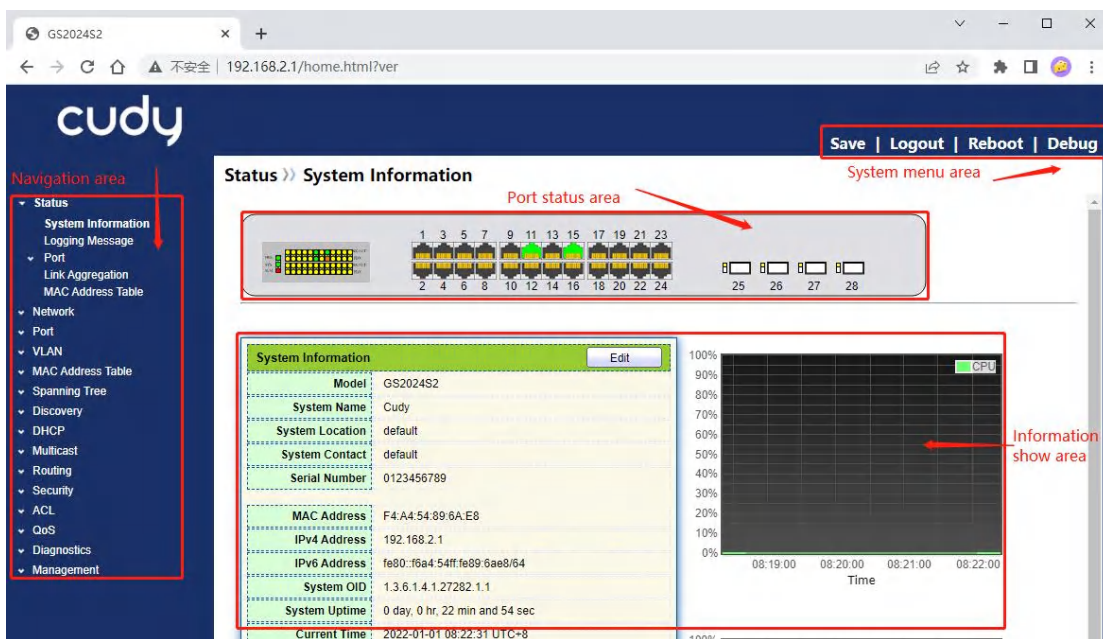 GS2024S2
不安全
192.168.2.1/home.html?ver
cudy
Save | Logout | Reboot | Debug
Navigation area
Status 》 System Information
System menu area
Port status area
Status
System Information
Logging Message
Port
Link Aggregation
MAC Address Table
Network
Port
VLAN
MAC Address Table
Spanning Tree
Discovery
DHCP
Multicast
Routing
Security
ACL
QoS
Diagnostics
Management
1 3 5 7 9 11 13 15 17 19 21 23
2 4 6 8 10 12 14 16 18 20 22 24 25 26 27 28
System Information Edit
Model GS2024S2
System Name Cudy
System Location default
System Contact default
Serial Number 0123456789
MAC Address F4:A4:54:89:6A:E8
IPv4 Address 192.168.2.1
IPv6 Address fe80::f6a4:54ff:fe89:6ae8/64
System OID 1.3.6.1.4.1.27282.1.1
System Uptime 0 day, 0 hr, 22 min and 54 sec
Current Time 2022-01-01 08:22:31 UTC+8
100%
90%
80%
70%
60%
50%
40%
30%
20%
10%
0%
CPU
08:19:00 08:20:00 08:21:00 08:22:00
Time
Information
show area
100%